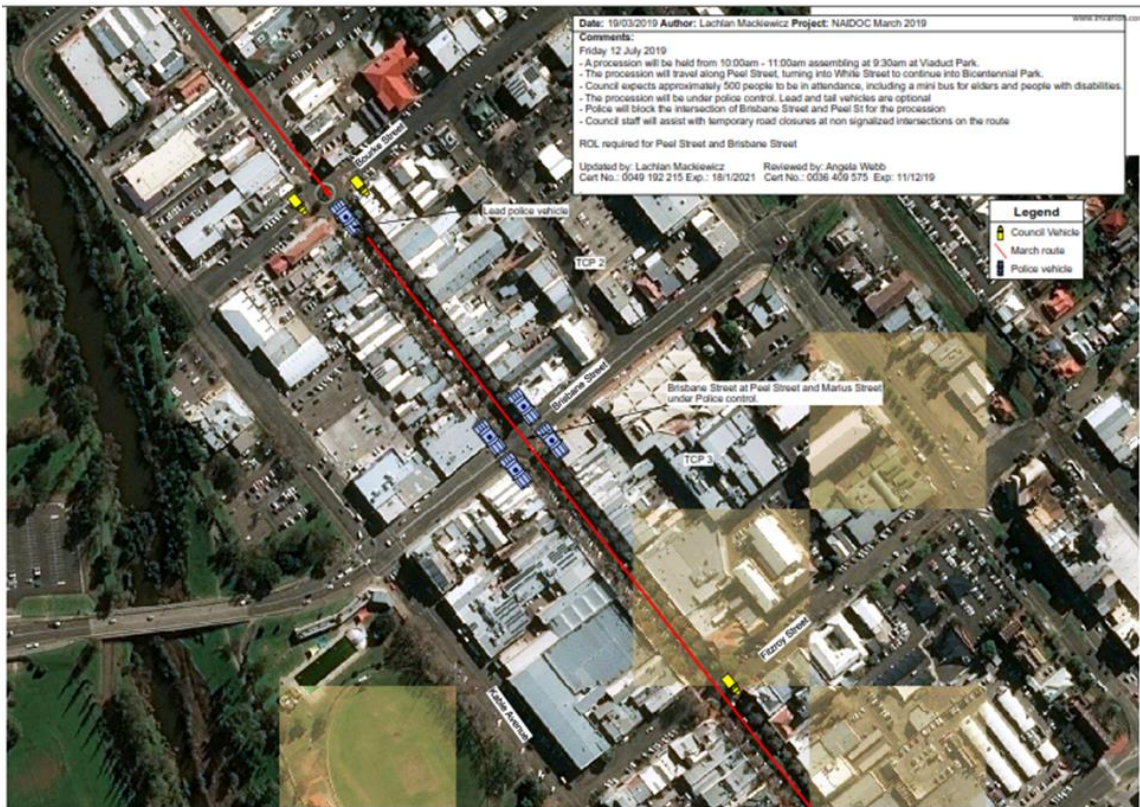 Date: 19/03/2019 Author: Lachlan Mackiewicz Project: NAIDOC March 2019
Comments:
Friday 12 July 2019
- A procession will be held from 10:00am - 11:00am assembling at 9:30am at Viaduct Park.
- The procession will travel along Peel Street, turning into White Street to continue into Bicentennial Park.
- Council expects approximately 500 people to be in attendance, including a mini bus for elders and people with disabilities.
- The procession will be under police control. Lead and tail vehicles are optional
- Police will block the intersection of Brisbane Street and Peel St for the procession
- Council staff will assist with temporary road closures at non signalized intersections on the route
ROL required for Peel Street and Brisbane Street
Updated by: Lachlan Mackiewicz Reviewed by: Angela Webb
Cert No.: 0049 192 215 Exp.: 18/1/2021 Cert No.: 0036 409 575 Exp: 11/12/19
Legend
Council Vehicle
March route
Police vehicle
Bourke Street
Lead police vehicle
TCP 2
Brisbane Street
Brisbane Street at Peel Street and Marius Street
under Police control.
TCP 3
Fitzroy Street
Kable Avenue